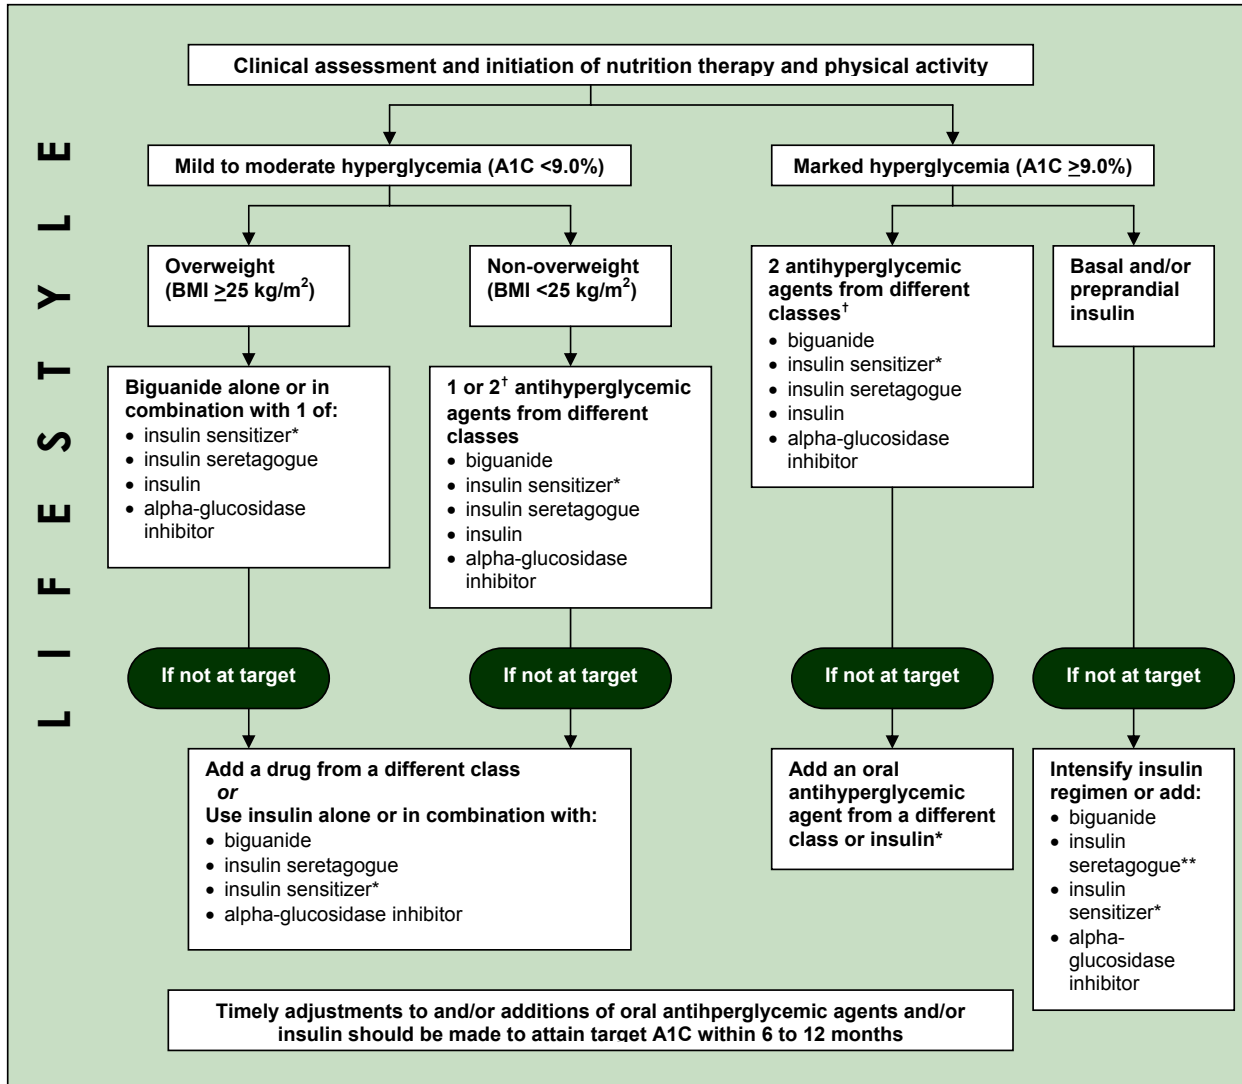 Clinical assessment and initiation of nutrition therapy and physical activity
LIFESTYLE
Mild to moderate hyperglycemia (A1C <9.0%)
Marked hyperglycemia (A1C ≥9.0%)
Overweight
(BMI ≥25 kg/m²)
Non-overweight
(BMI <25 kg/m²)
2 antihyperglycemic
agents from different
classes†
• biguanide
• insulin sensitizer*
• insulin seretagogue
• insulin
• alpha-glucosidase
inhibitor
Basal and/or
preprandial
insulin
Biguanide alone or in
combination with 1 of:
• insulin sensitizer*
• insulin seretagogue
• insulin
• alpha-glucosidase
inhibitor
1 or 2† antihyperglycemic
agents from different
classes
• biguanide
• insulin sensitizer*
• insulin seretagogue
• insulin
• alpha-glucosidase
inhibitor
If not at target
If not at target
If not at target
If not at target
Add a drug from a different class
or
Use insulin alone or in combination with:
• biguanide
• insulin seretagogue
• insulin sensitizer*
• alpha-glucosidase inhibitor
Add an oral
antihyperglycemic
agent from a different
class or insulin*
Intensify insulin
regimen or add:
• biguanide
• insulin
seretagogue**
• insulin
sensitizer*
• alpha-
glucosidase
inhibitor
Timely adjustments to and/or additions of oral antihperglycemic agents and/or
insulin should be made to attain target A1C within 6 to 12 months